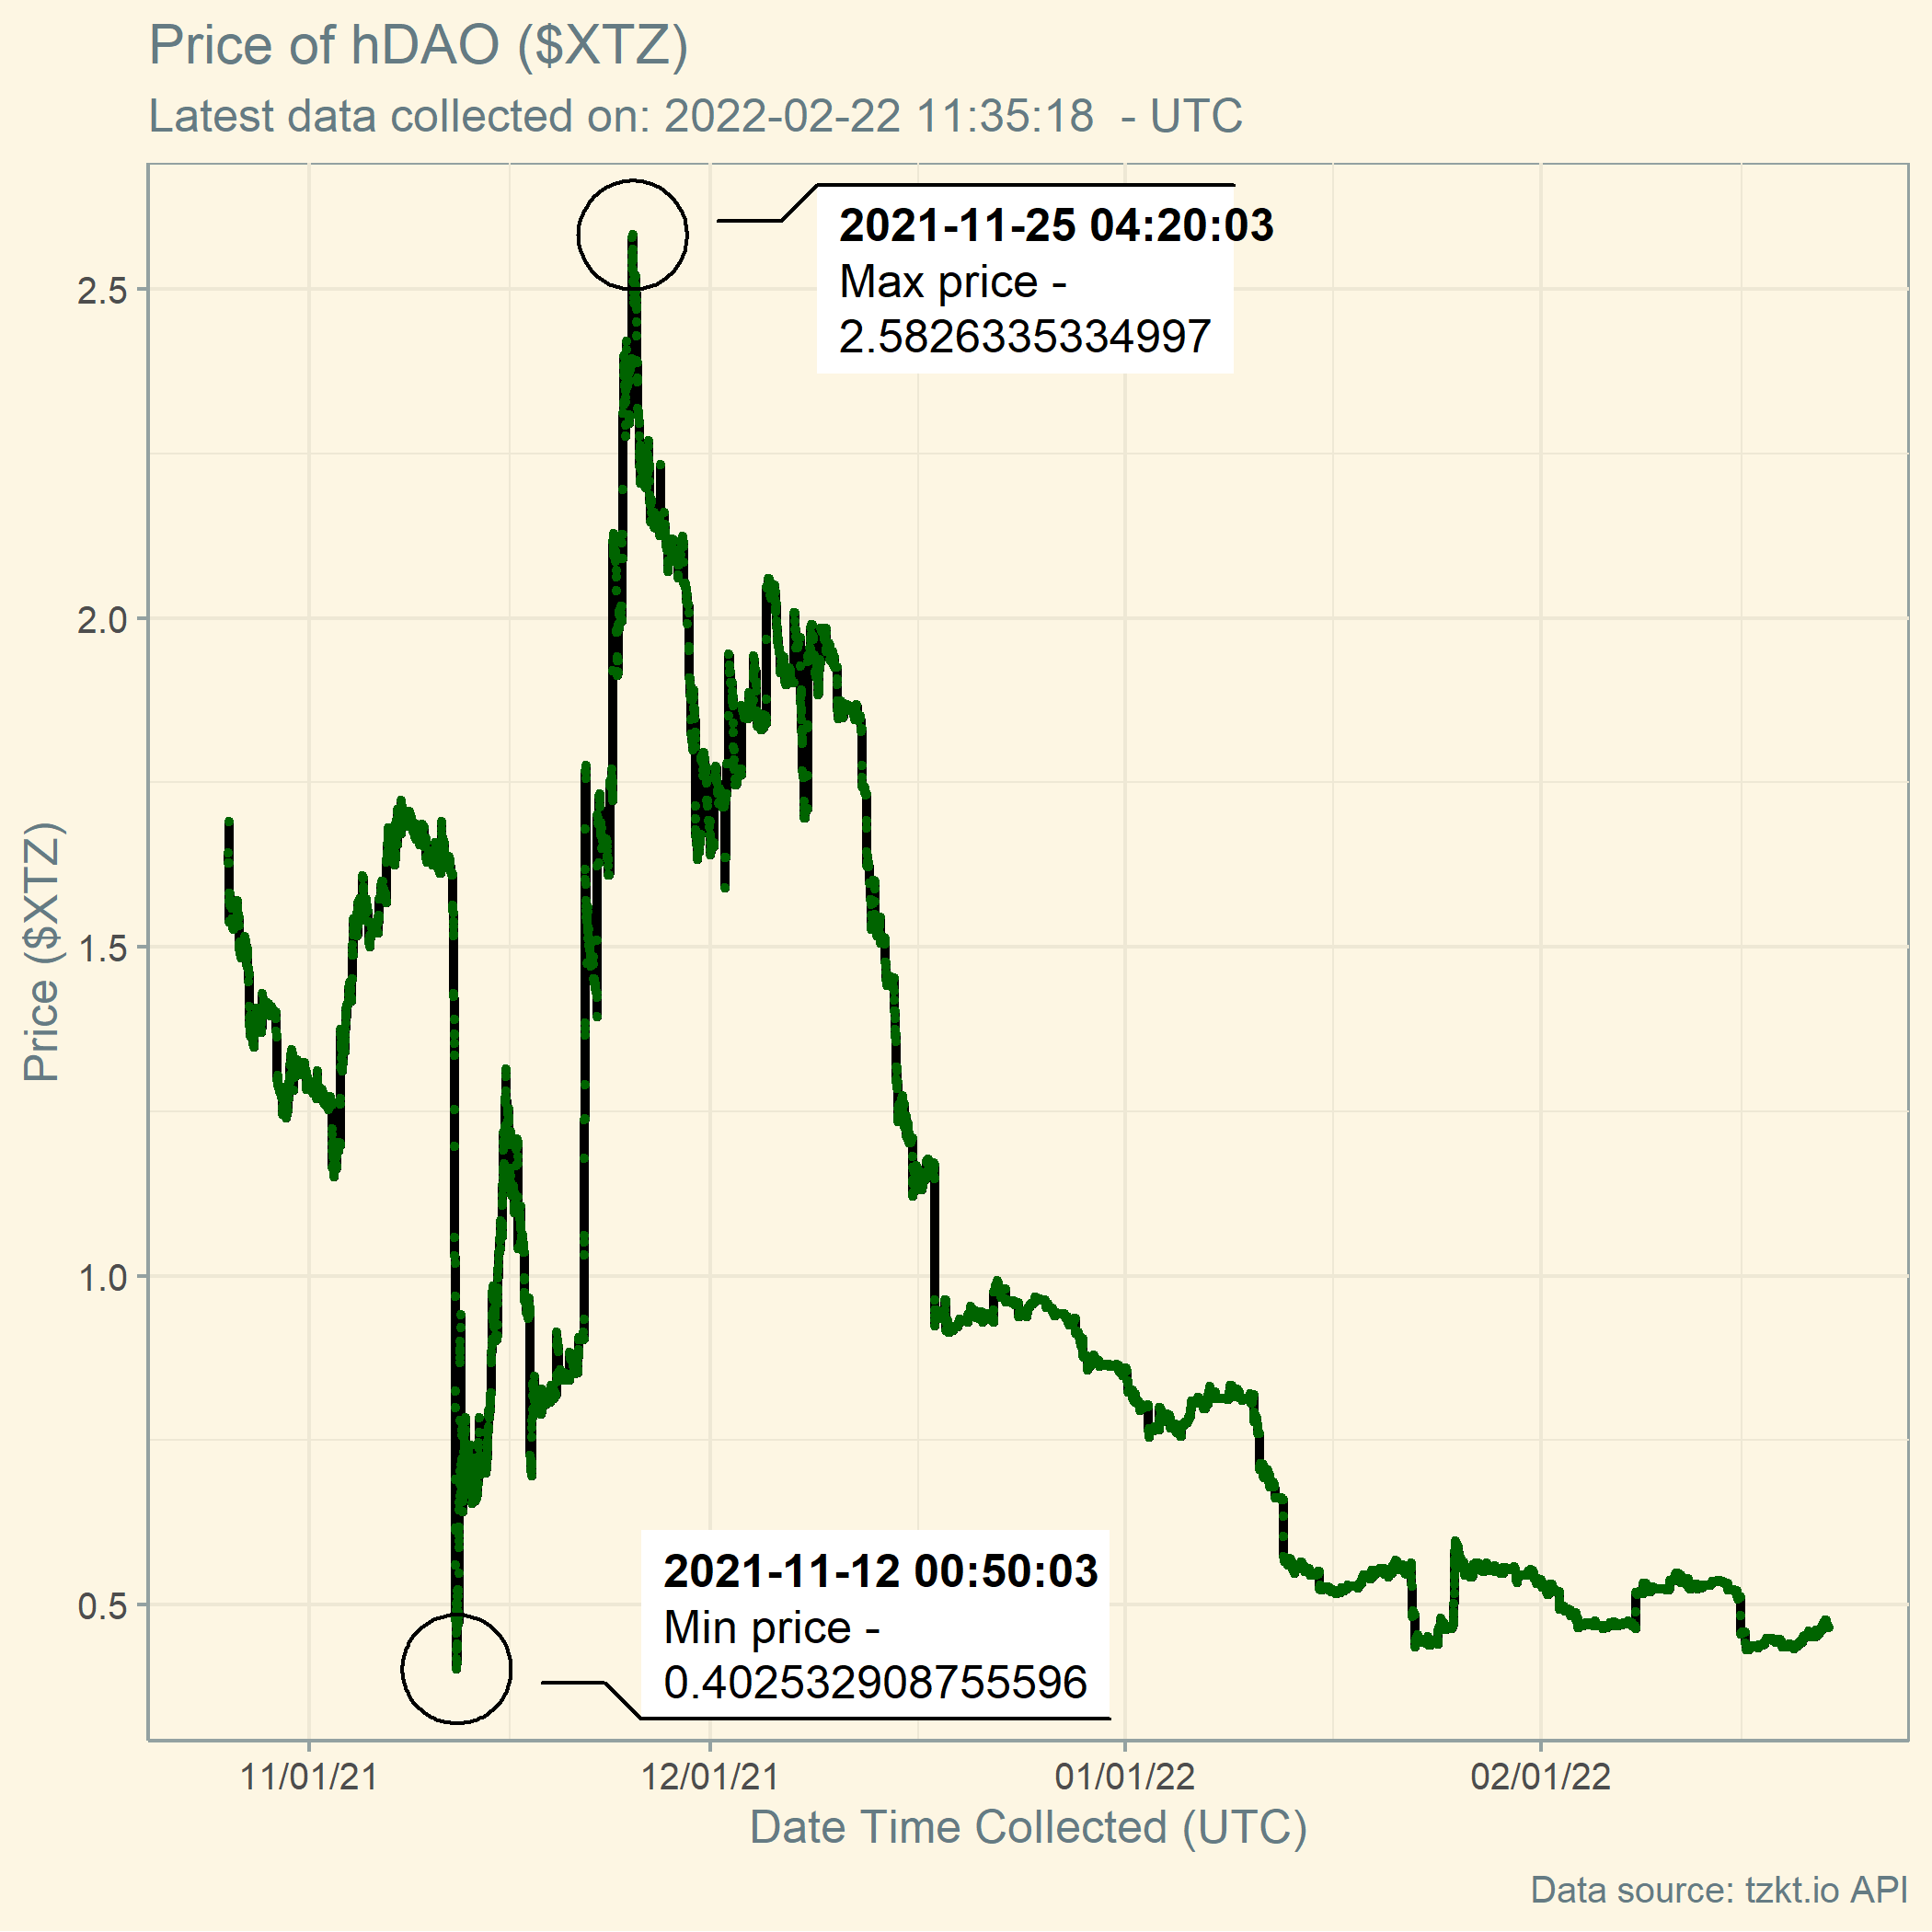 Price of hDAO ($XTZ)
Latest data collected on: 2022-02-22 11:35:18 - UTC
2021-11-25 04:20:03
Max price -
2.5826335334997
2.5
2.0
1.5
1.0
0.5
Price ($XTZ)
2021-11-12 00:50:03
Min price -
0.402532908755596
11/01/21
12/01/21
01/01/22
02/01/22
Date Time Collected (UTC)
Data source: tzkt.io API